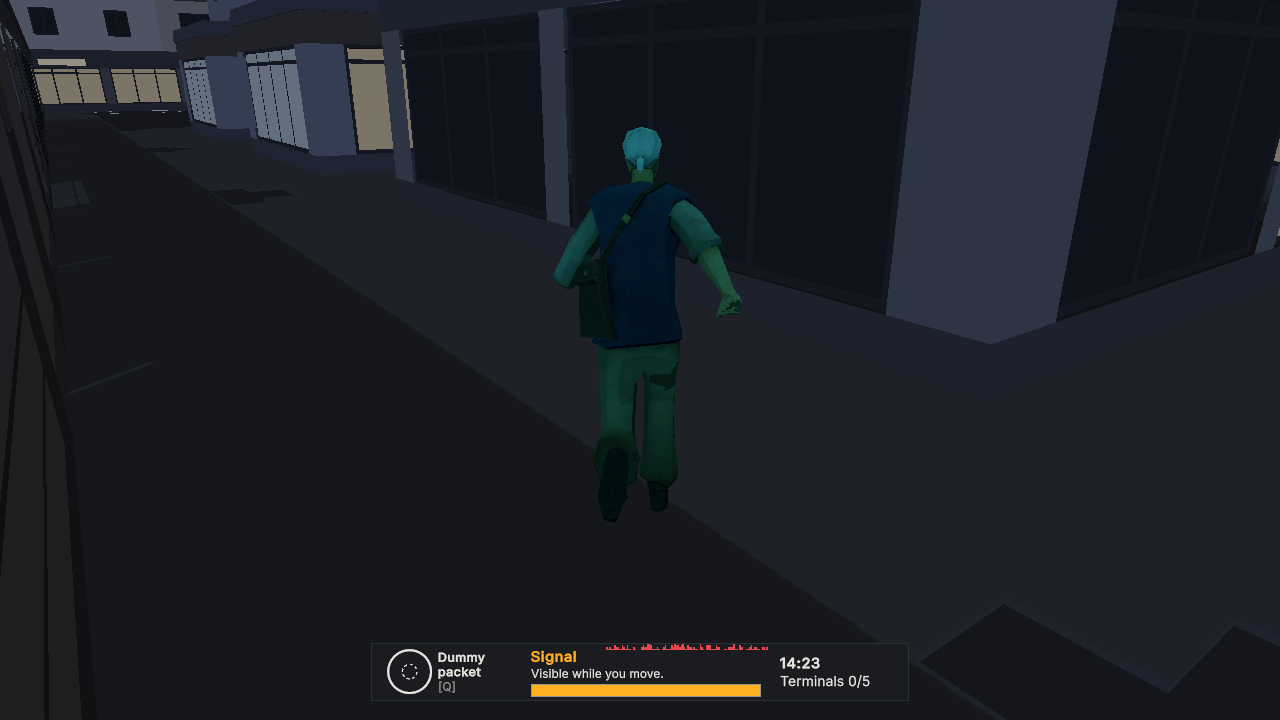 Dummy
packet
[Q]
Signal
Visible while you move.
14:23
Terminals 0/5